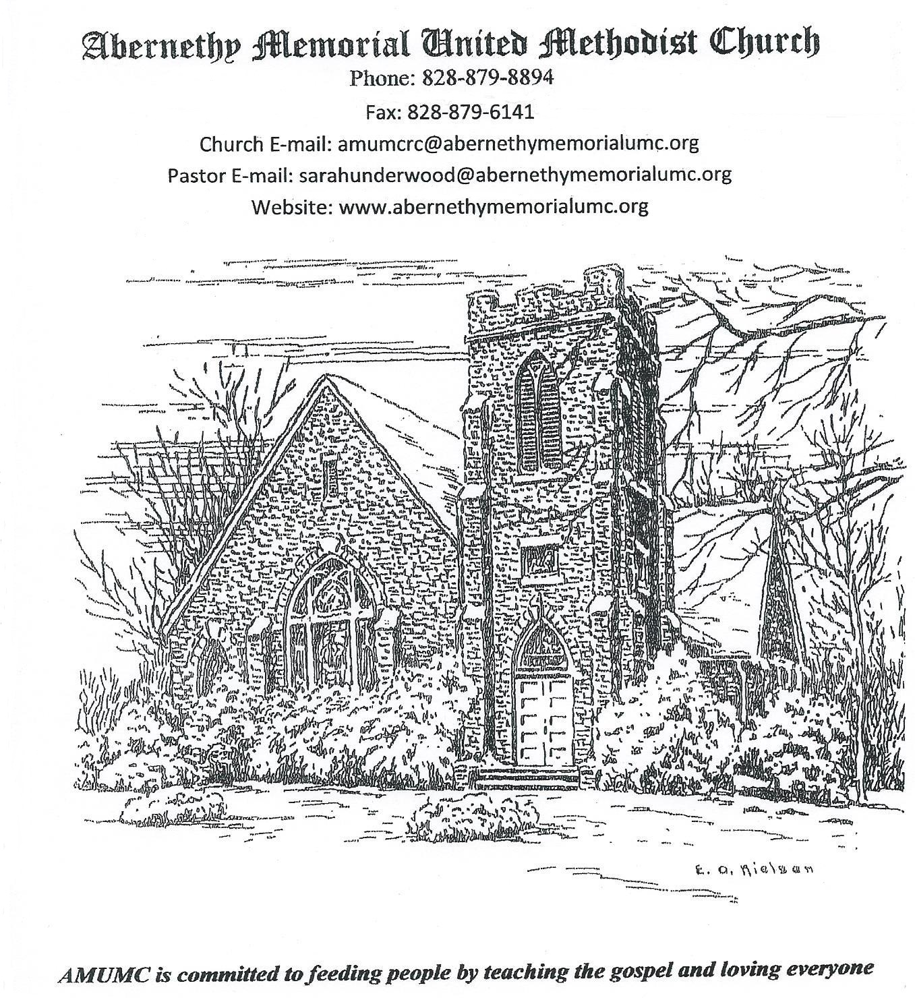 Abernethy Memorial United Methodist Church
Phone: 828-879-8894
Fax: 828-879-6141
Church E-mail: amumcrc@abernethymemorialumc.org
Pastor E-mail: sarahunderwood@abernethymemorialumc.org
Website: www.abernethymemorialumc.org
E. O. Nielsen
AMUMC is committed to feeding people by teaching the gospel and loving everyone